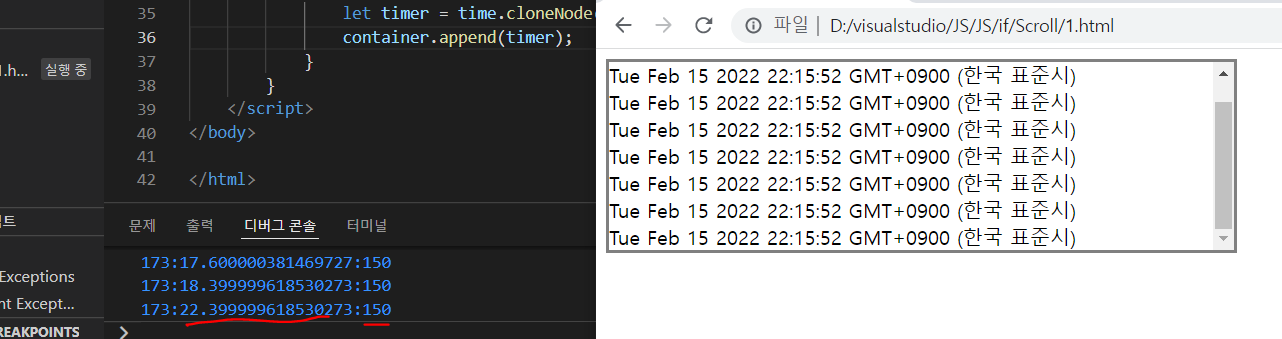 35 let timer = time.cloneNode(
36 container.append(timer);
37 }
38 }
39 </script>
40 </body>
41
42 </html>
1.h... 실행 중
트
Exceptions
nt Except...
REAKPOINTS
문제 출력 디버그 콘솔 터미널
173:17.600000381469727:150
173:18.399999618530273:150
173:22.399999618530273:150
파일 | D:/visualstudio/JS/JS/if/Scroll/1.html
Tue Feb 15 2022 22:15:52 GMT+0900 (한국 표준시)
Tue Feb 15 2022 22:15:52 GMT+0900 (한국 표준시)
Tue Feb 15 2022 22:15:52 GMT+0900 (한국 표준시)
Tue Feb 15 2022 22:15:52 GMT+0900 (한국 표준시)
Tue Feb 15 2022 22:15:52 GMT+0900 (한국 표준시)
Tue Feb 15 2022 22:15:52 GMT+0900 (한국 표준시)
Tue Feb 15 2022 22:15:52 GMT+0900 (한국 표준시)